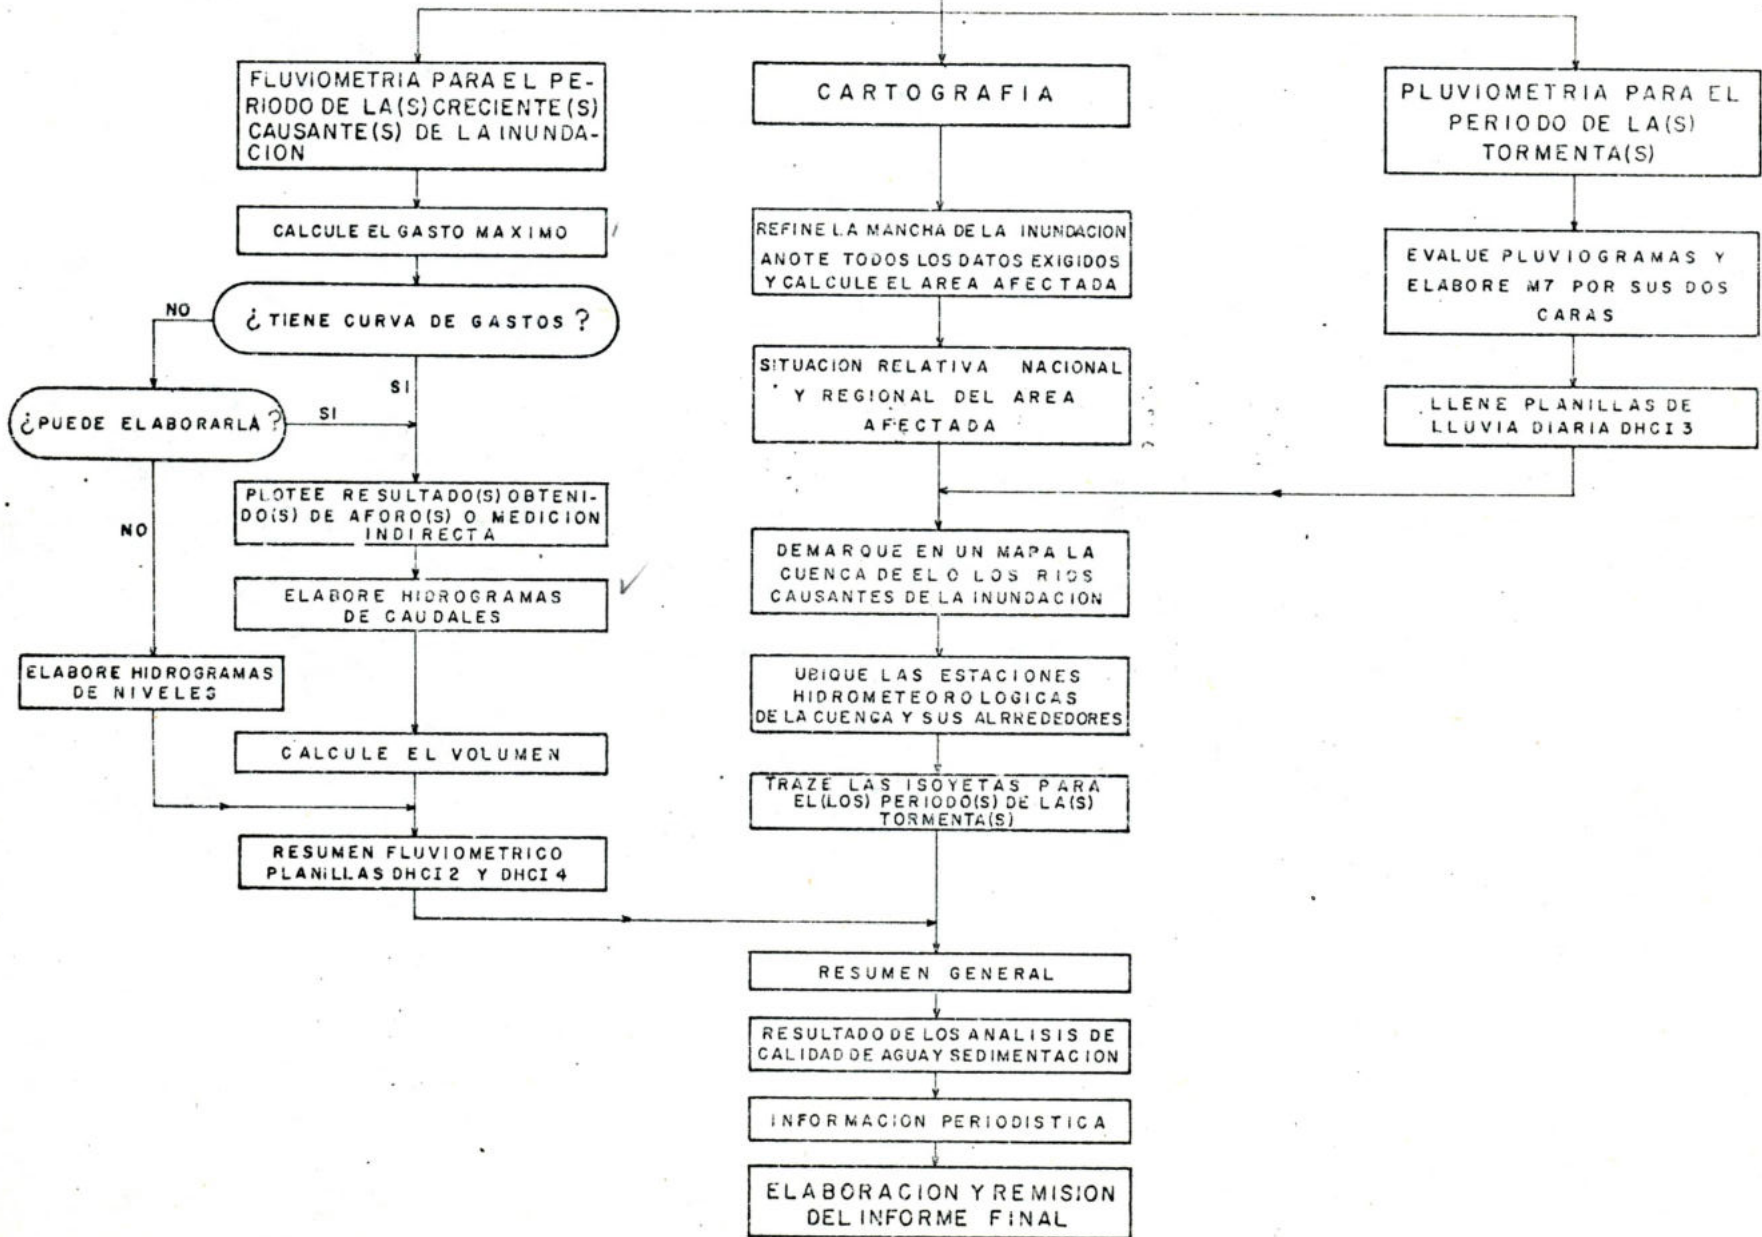 FLUVIOMETRIA PARA EL PE-
RIODO DE LA(S) CRECIENTE(S)
CAUSANTE(S) DE LA INUNDA-
CION
CALCULE EL GASTO MAXIMO
¿TIENE CURVA DE GASTOS?
NO
SI
¿PUEDE ELABORARLA?
SI
NO
PLOTEE RESULTADO(S) OBTENI-
DO(S) DE AFORO(S) O MEDICION
INDIRECTA
ELABORE HIDROGRAMAS
DE CAUDALES
ELABORE HIDROGRAMAS
DE NIVELES
CALCULE EL VOLUMEN
RESUMEN FLUVIOMETRICO
PLANILLAS DHCI2 Y DHCI4
CARTOGRAFIA
REFINE LA MANCHA DE LA INUNDACION
ANOTE TODOS LOS DATOS EXIGIDOS
Y CALCULE EL AREA AFECTADA
SITUACION RELATIVA NACIONAL
Y REGIONAL DEL AREA
AFECTADA
PLUVIOMETRIA PARA EL
PERIODO DE LA(S)
TORMENTA(S)
EVALUE PLUVIOGRAMAS Y
ELABORE M7 POR SUS DOS
CARAS
LLENE PLANILLAS DE
LLUVIA DIARIA DHCI3
DEMARQUE EN UN MAPA LA
CUENCA DE EL O LOS RIOS
CAUSANTES DE LA INUNDACION
UBIQUE LAS ESTACIONES
HIDROMETEOROLOGICAS
DE LA CUENCA Y SUS ALRREDEDORES
TRAZE LAS ISOYETAS PARA
EL(LOS) PERIODO(S) DE LA(S)
TORMENTA(S)
RESUMEN GENERAL
RESULTADO DE LOS ANALISIS DE
CALIDAD DE AGUA Y SEDIMENTACION
INFORMACION PERIODISTICA
ELABORACION Y REMISION
DEL INFORME FINAL